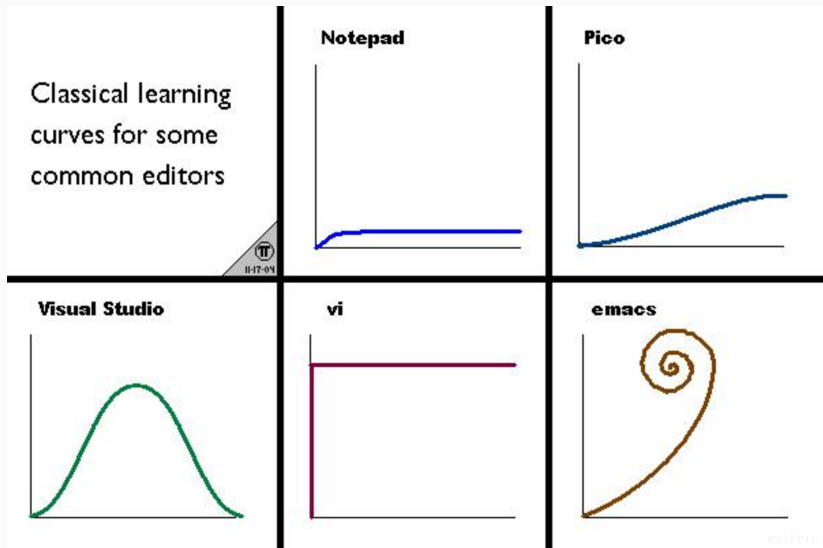 Classical learning
curves for some
common editors
11-17-04
Notepad
Pico
Visual Studio
vi
emacs